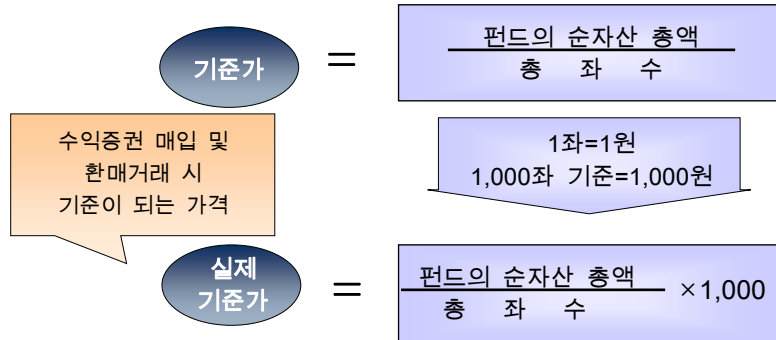 기준가 = 펀드의 순자산 총액
총 좌 수
수익증권 매입 및
환매거래 시
기준이 되는 가격
1좌=1원
1,000좌 기준=1,000원
실제
기준가 = 펀드의 순자산 총액 ×1,000
총 좌 수